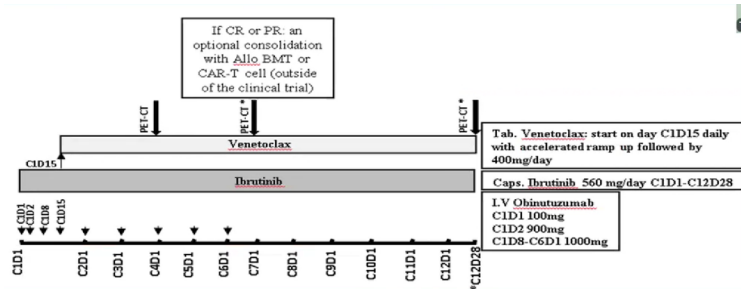 If CR or PR: an
optional consolidation
with Allo BMT or
CAR-T cell (outside
of the clinical trial)
PET-CT
PET-CT *
PET-CT *
Venetoclax
C1D15
Ibrutinib
Tab. Venetoclax: start on day C1D15 daily
with accelerated ramp up followed by
400mg/day
Caps. Ibrutinib 560 mg/day C1D1-C12D28
I.V Obinutuzumab
C1D1 100mg
C1D2 900mg
C1D8-C6D1 1000mg
C1D1
C1D2
C1D8
C1D15
C1D1
C2D1
C3D1
C4D1
C5D1
C6D1
C7D1
C8D1
C9D1
C10D1
C11D1
C12D1
*C12D28